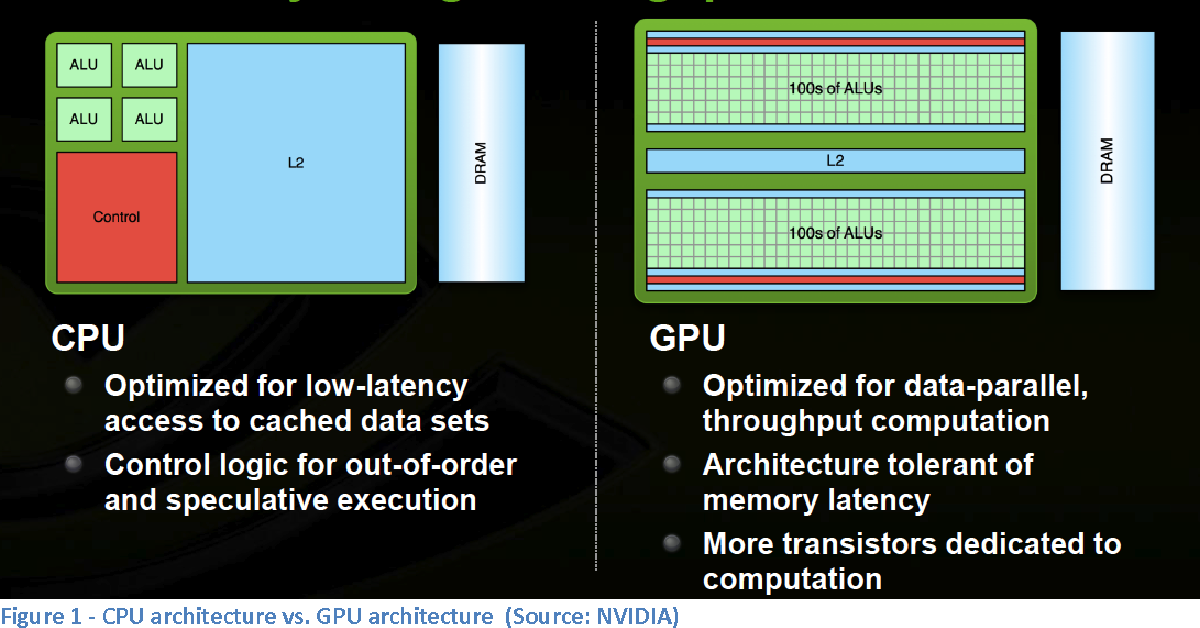 ALU
ALU
ALU
ALU
Control
L2
DRAM
CPU
Optimized for low-latency
access to cached data sets
Control logic for out-of-order
and speculative execution
100s of ALUs
L2
100s of ALUs
DRAM
GPU
Optimized for data-parallel,
throughput computation
Architecture tolerant of
memory latency
More transistors dedicated to
computation
Figure 1 - CPU architecture vs. GPU architecture (Source: NVIDIA)